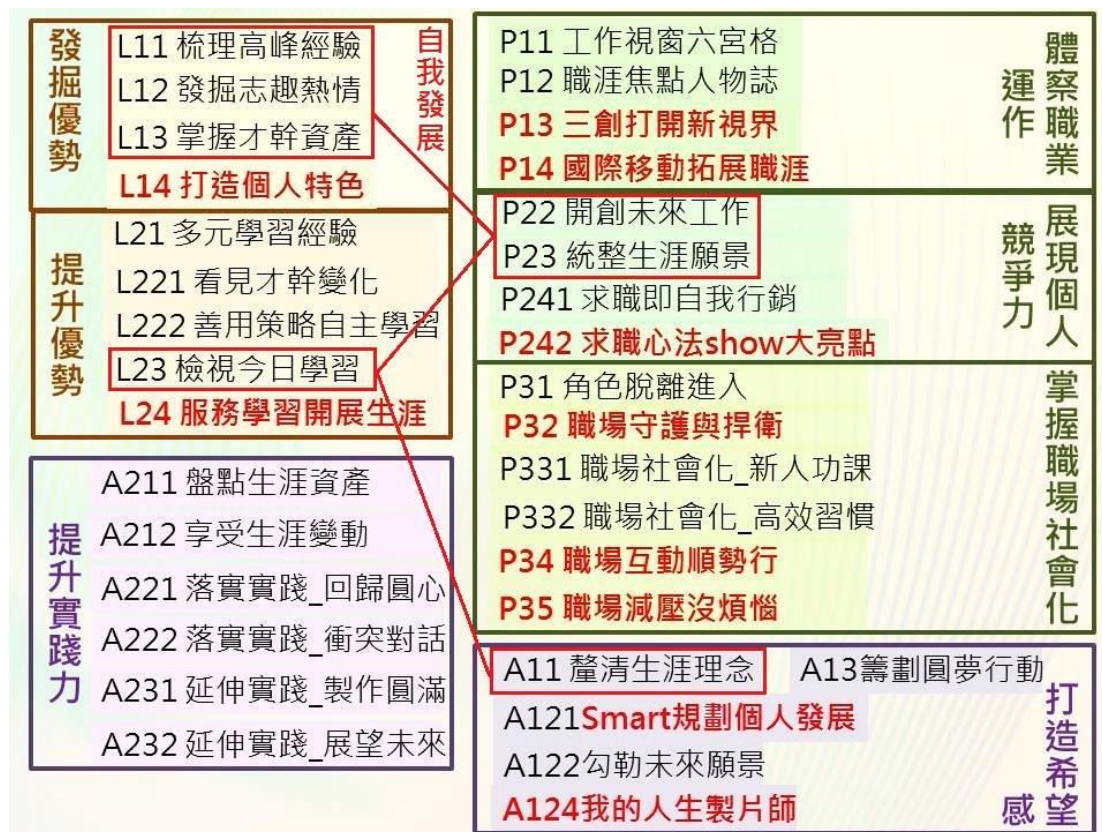 發掘優勢
L11 梳理高峰經驗
L12 發掘志趣熱情
L13 掌握才幹資產
L14 打造個人特色
自我發展
提升優勢
L21 多元學習經驗
L221 看見才幹變化
L222 善用策略自主學習
L23 檢視今日學習
L24 服務學習開展生涯
提升實踐力
A211 盤點生涯資產
A212 享受生涯變動
A221 落實實踐_回歸圓心
A222 落實實踐_衝突對話
A231 延伸實踐_製作圓滿
A232 延伸實踐_展望未來
P11 工作視窗六宮格
P12 職涯焦點人物誌
P13 三創打開新視界
P14 國際移動拓展職涯
體察職業
運作
P22 開創未來工作
P23 統整生涯願景
P241 求職即自我行銷
P242 求職心法show大亮點
展現個人
競爭力
P31 角色脫離進入
P32 職場守護與捍衛
P331 職場社會化_新人功課
P332 職場社會化_高效習慣
P34 職場互動順勢行
P35 職場減壓沒煩惱
掌握職場社會化
A11 釐清生涯理念
A13籌劃圓夢行動
A121Smart規劃個人發展
A122勾勒未來願景
A124我的人生製片師
打造希望
感